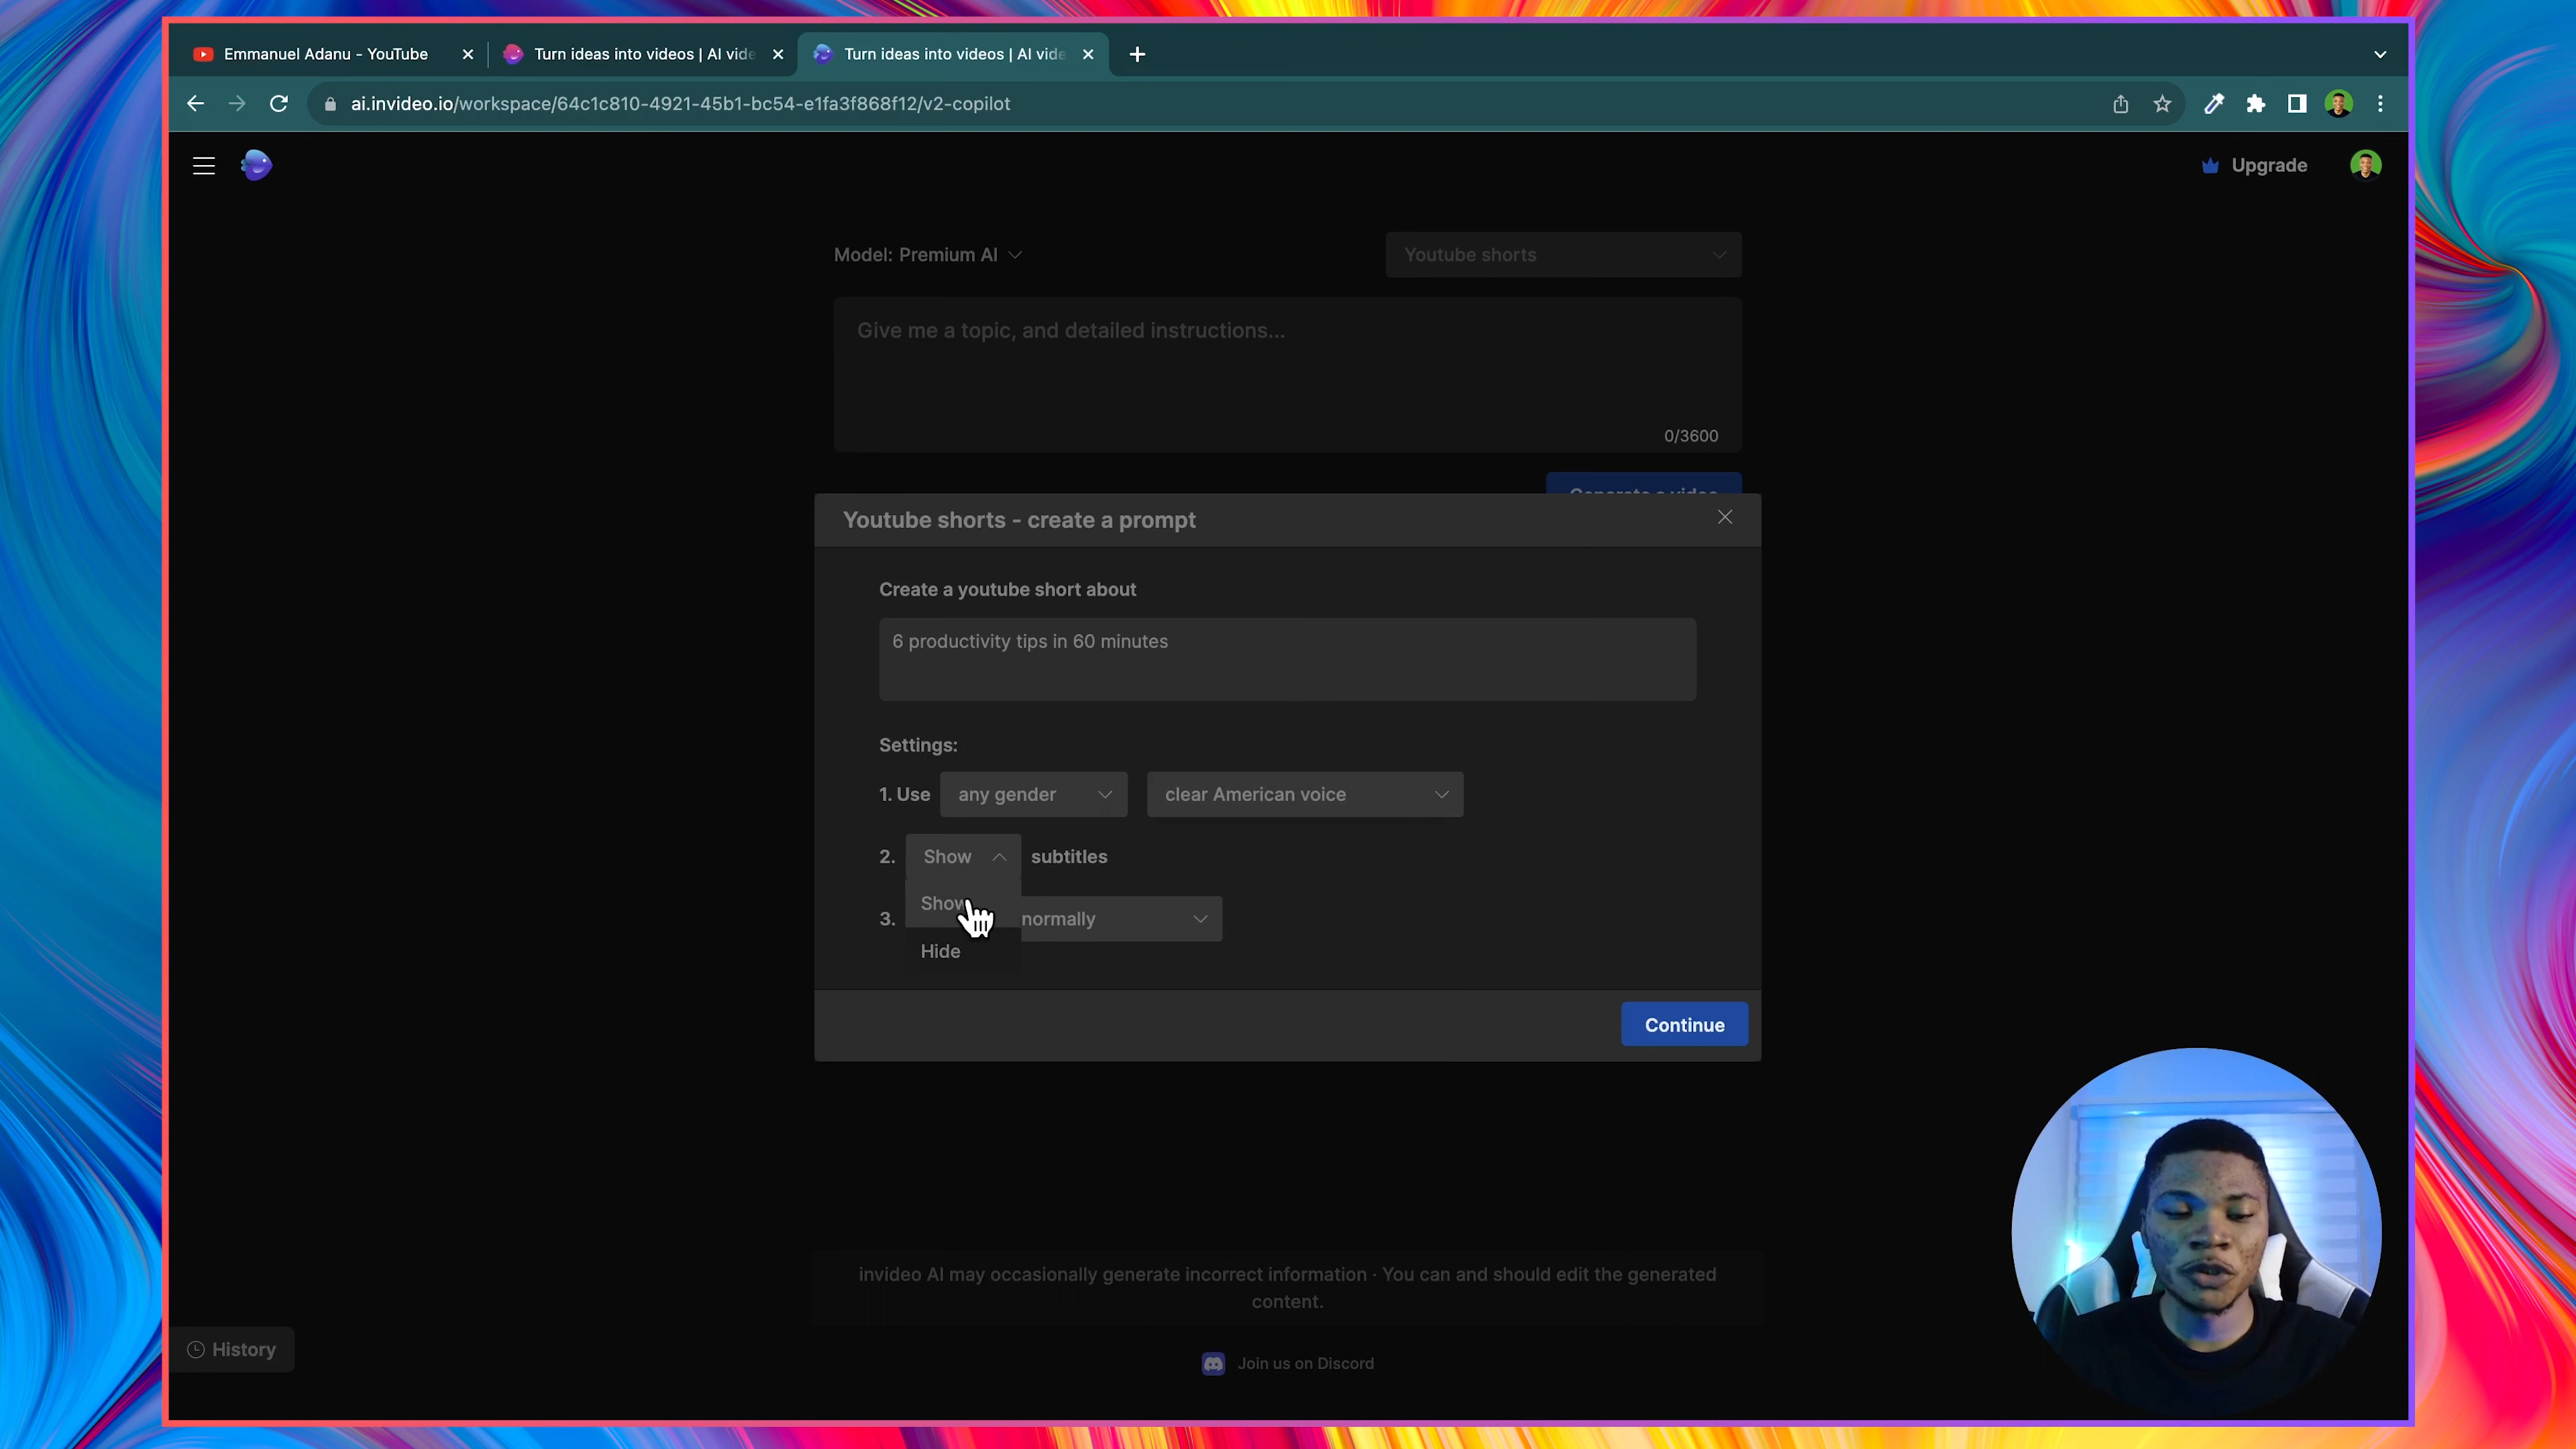 Emmanuel Adanu - YouTube
Turn ideas into videos | AI vide
Turn ideas into videos | AI vide
ai.invideo.io/workspace/64c1c810-4921-45b1-bc54-e1fa3f868f12/v2-copilot
Upgrade
Model: Premium AI
Youtube shorts
Give me a topic, and detailed instructions...
0/3600
Generate a video
Youtube shorts - create a prompt
Create a youtube short about
6 productivity tips in 60 minutes
Settings:
1. Use any gender clear American voice
2. Show subtitles
Show
3. normally
Hide
Continue
invideo AI may occasionally generate incorrect information · You can and should edit the generated
content.
History
Join us on Discord